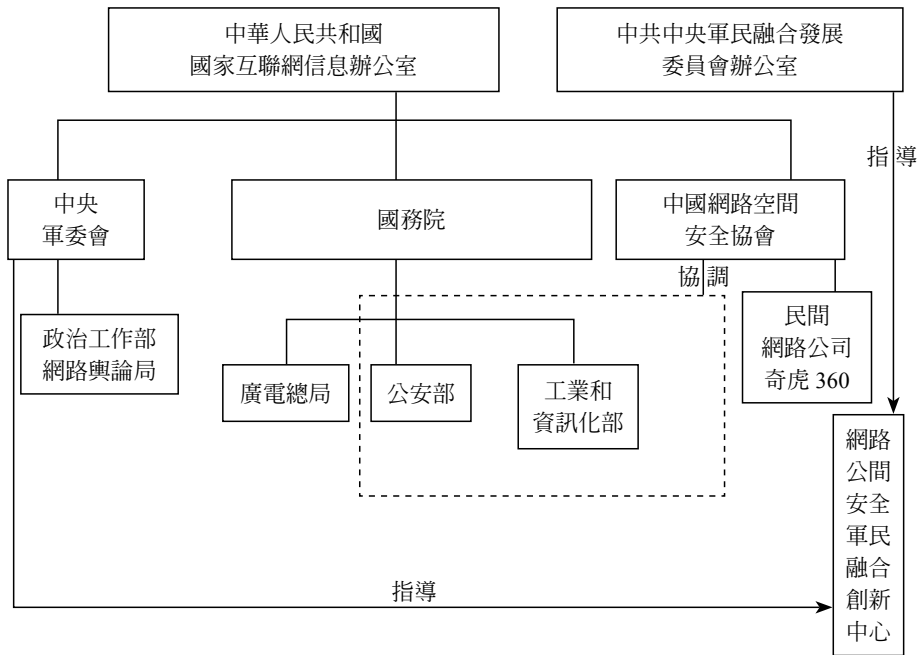 中華人民共和國
國家互聯網信息辦公室
中共中央軍民融合發展
委員會辦公室
指導
中央
軍委會
國務院
中國網路空間
安全協會
協調
政治工作部
網路輿論局
廣電總局
公安部
工業和
資訊化部
民間
網路公司
奇虎 360
網路
公間
安全
軍民
融合
創新
中心
指導